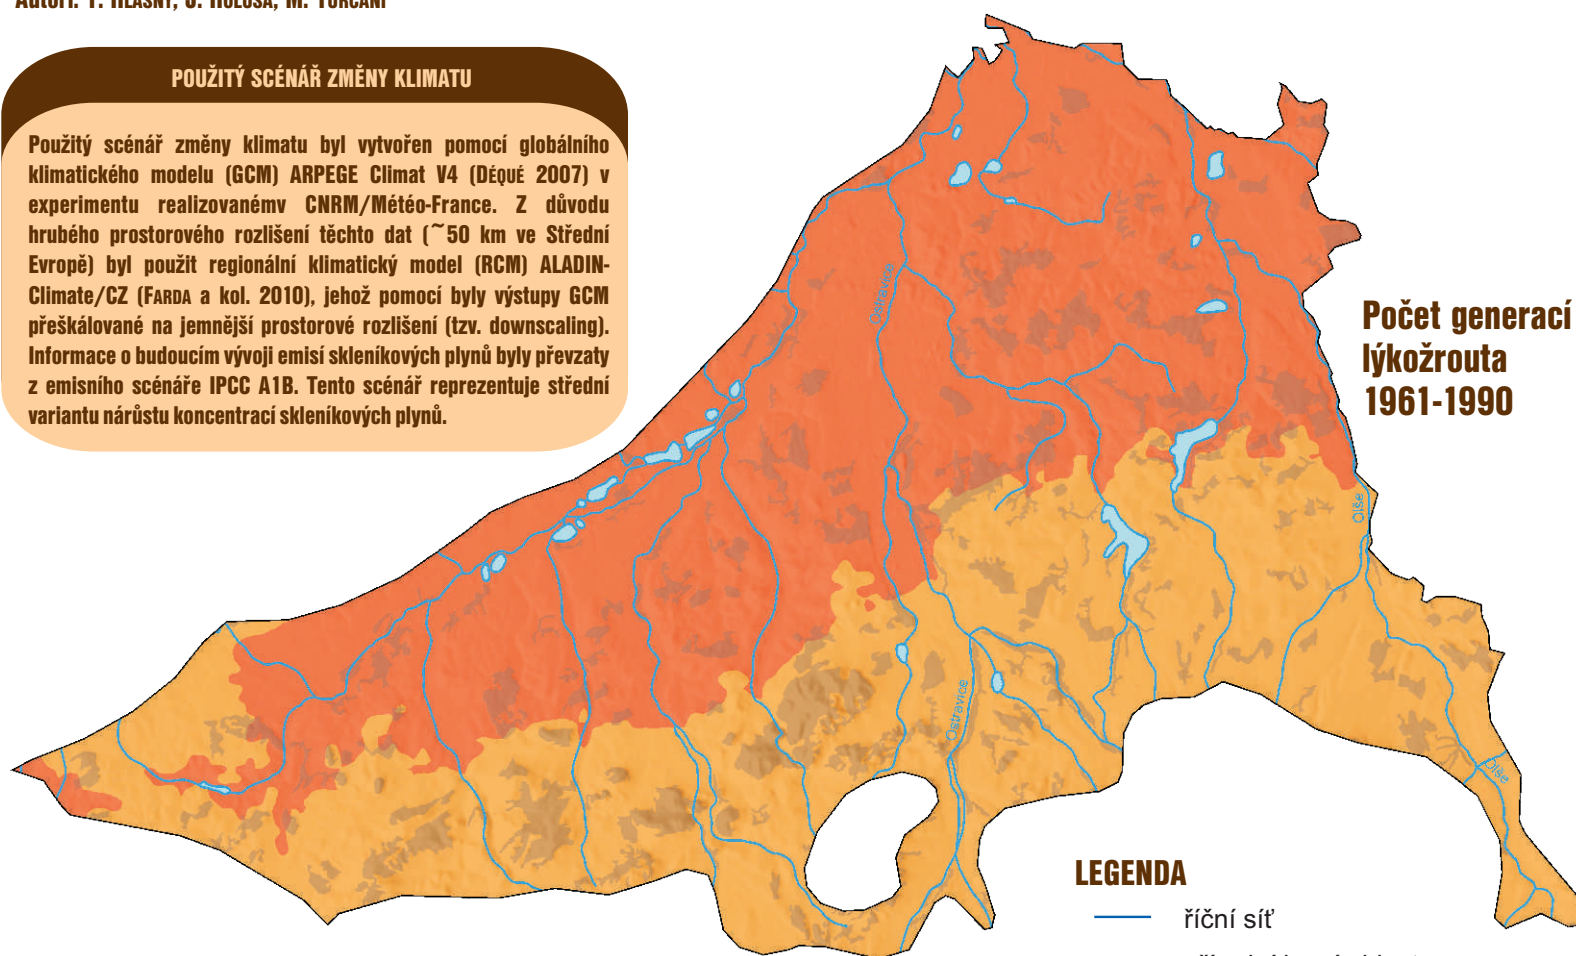 POUŽITÝ SCÉNÁŘ ZMĚNY KLIMATU
Použitý scénář změny klimatu byl vytvořen pomocí globálního
klimatického modelu (GCM) ARPEGE Climat V4 (DÉQUÉ 2007) v
experimentu realizovanémv CNRM/Météo-France. Z důvodu
hrubého prostorového rozlišení těchto dat (~50 km ve Střední
Evropě) byl použit regionální klimatický model (RCM) ALADIN-
Climate/CZ (FARDA a kol. 2010), jehož pomocí byly výstupy GCM
přeškálované na jemnější prostorové rozlišení (tzv. downscaling).
Informace o budoucím vývoji emisí skleníkových plynů byly převzaty
z emisního scénáře IPCC A1B. Tento scénář reprezentuje střední
variantu nárůstu koncentrací skleníkových plynů.
Počet generací
lýkožrouta
1961-1990
Ostravice
Olše
Ostravice
Olše
LEGENDA
říční síť